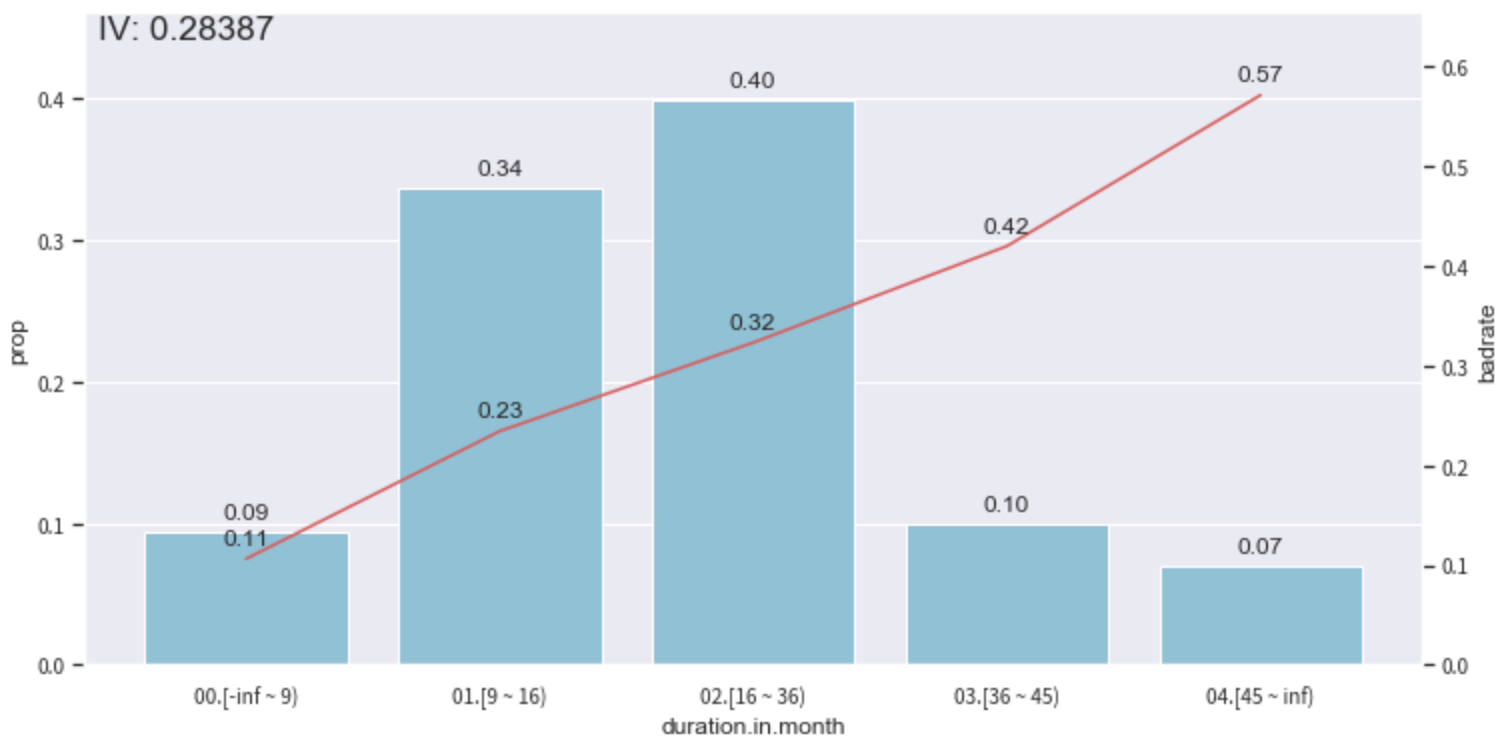 IV: 0.28387
0.40
0.57
0.6
0.4
0.34
0.5
0.42
0.3
0.4
0.32
prop
badrate
0.3
0.2
0.23
0.2
0.09
0.10
0.1
0.11
0.07
0.1
0.0
0.0
00.[-inf ~ 9)
01.[9 ~ 16)
02.[16 ~ 36)
03.[36 ~ 45)
04.[45 ~ inf)
duration.in.month